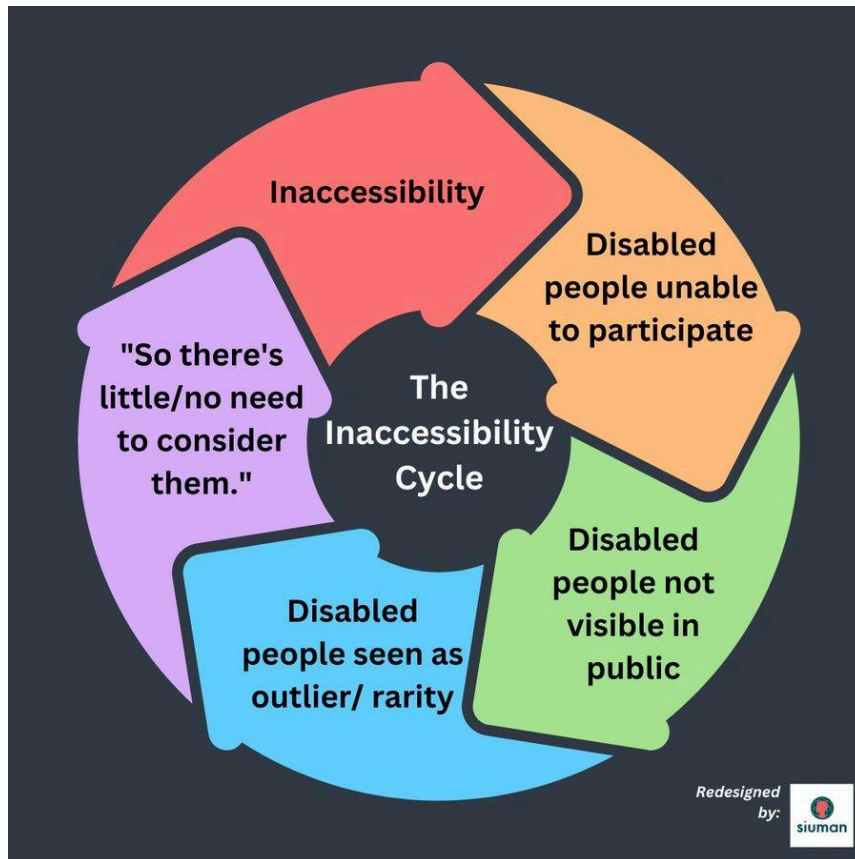 Inaccessibility
Disabled
people unable
to participate
Disabled
people not
visible in
public
Disabled
people seen as
outlier/ rarity
"So there's
little/no need
to consider
them."
The
Inaccessibility
Cycle
Redesigned
by:
siuman